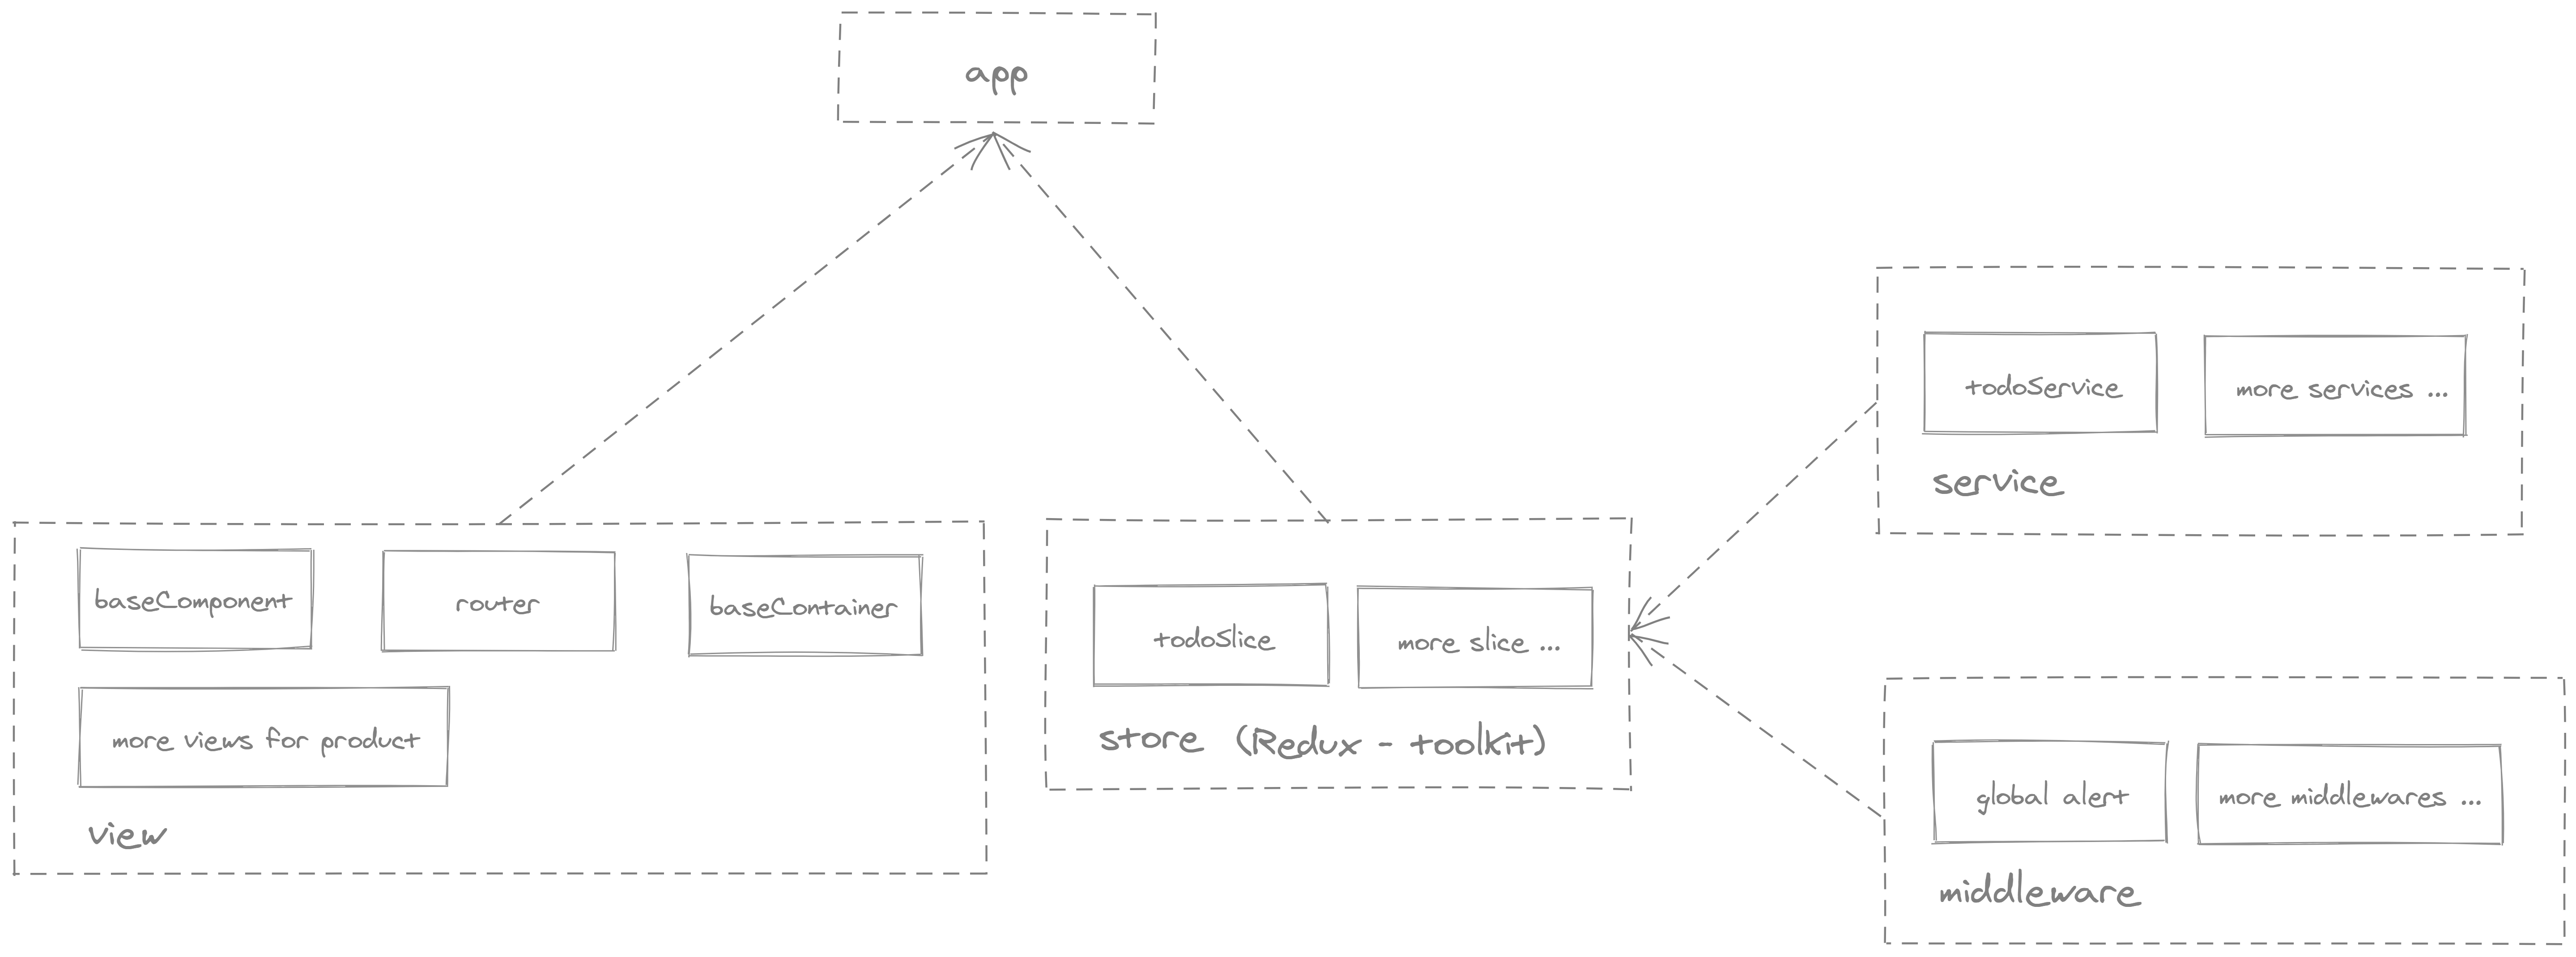 app
todoService
more services ...
service
baseComponent
router
baseContainer
todoSlice
more slice ...
more views for product
store (Redux - toolkit)
view
global alert
more middlewares ...
middleware